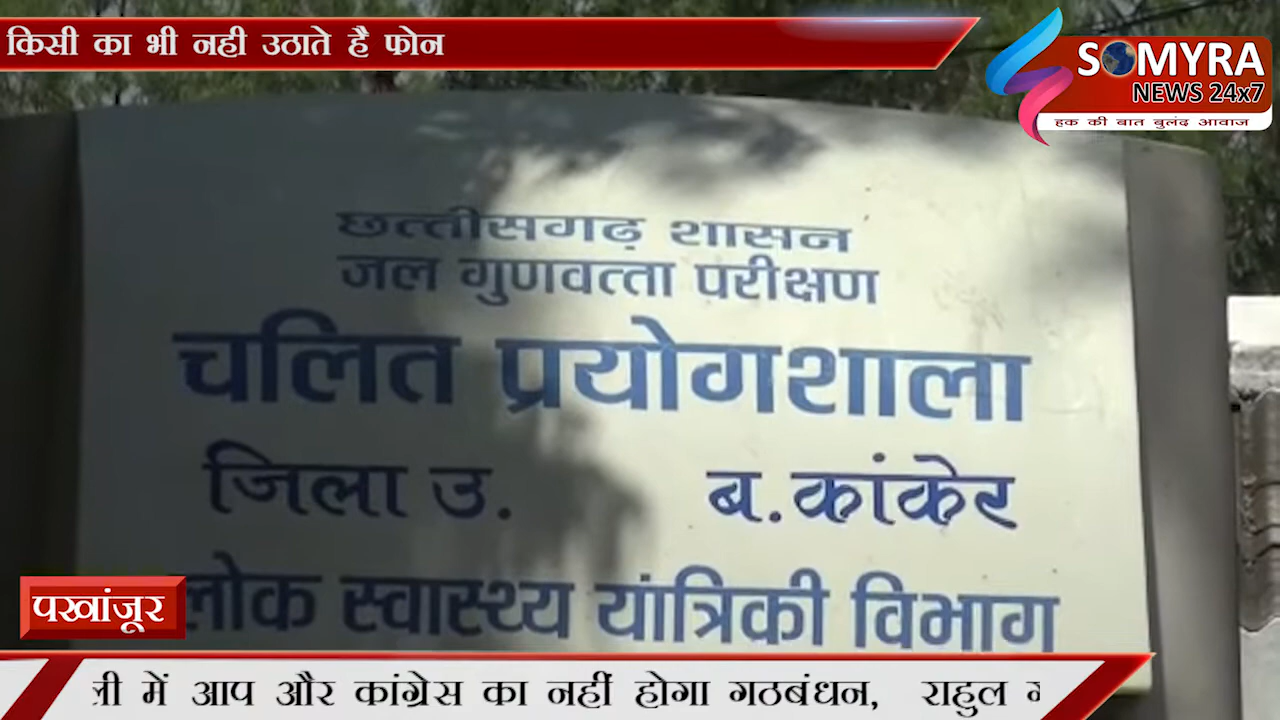 किसी का भी नही उठाते है फोन
SOMYRA
NEWS 24x7
हक की बात बुलंद आवाज
छत्तीसगढ़ शासन
जल गुणवत्ता परीक्षण
चलित प्रयोगशाला
जिला उ. ब.कांकेर
लोक स्वास्थ्य यांत्रिकी विभाग
पखांजूर
में आप और कांग्रेस का नहीं होगा गठबंधन, राहुल